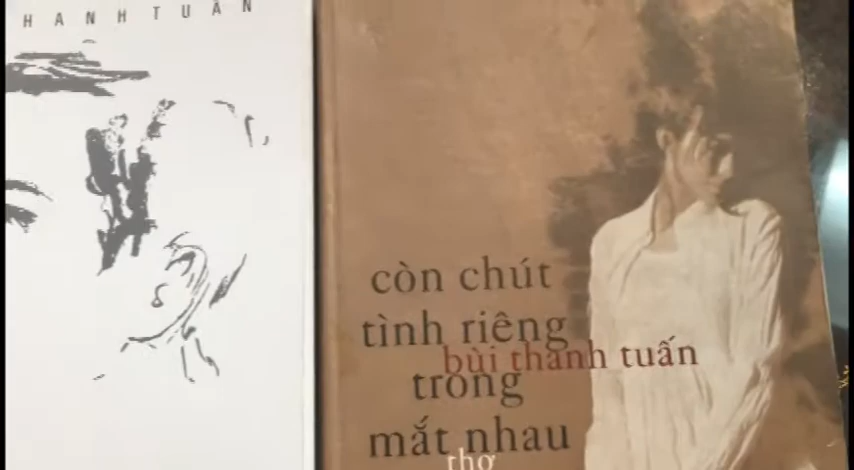 HANH TUẤN
còn chút
tình riêng
bùi thanh tuấn
trong
mắt nhau
thơ